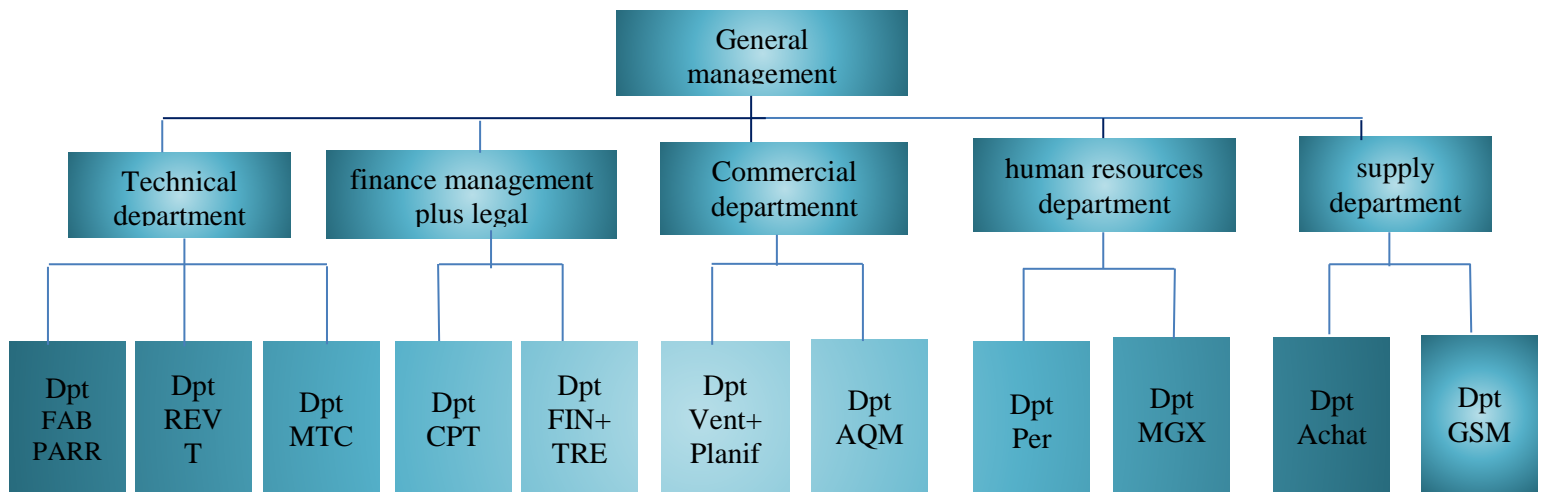 General
management
Technical
department
finance management
plus legal
Commercial
departmennt
human resources
department
supply
department
Dpt
FAB
PARR
Dpt
REV
T
Dpt
MTC
Dpt
CPT
Dpt
FIN+
TRE
Dpt
Vent+
Planif
Dpt
AQM
Dpt
Per
Dpt
MGX
Dpt
Achat
Dpt
GSM